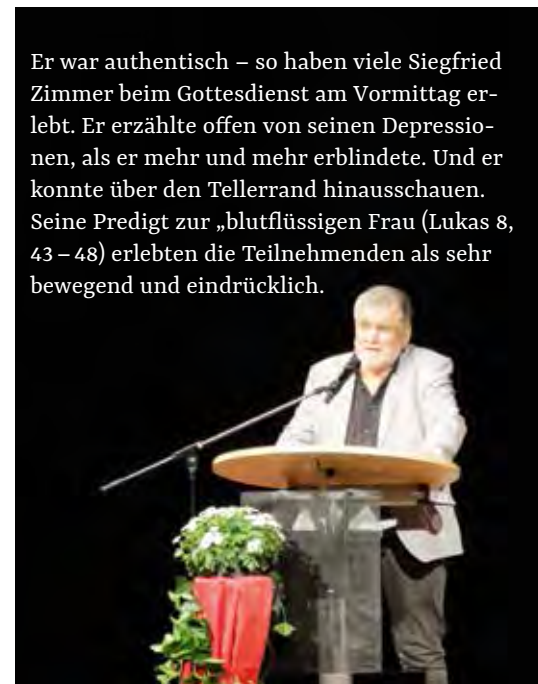 Er war authentisch – so haben viele Siegfried
Zimmer beim Gottesdienst am Vormittag er-
lebt. Er erzählte offen von seinen Depressio-
nen, als er mehr und mehr erblindete. Und er
konnte über den Tellerrand hinausschauen.
Seine Predigt zur „blutflüssigen Frau (Lukas 8,
43 – 48) erlebten die Teilnehmenden als sehr
bewegend und eindrücklich.